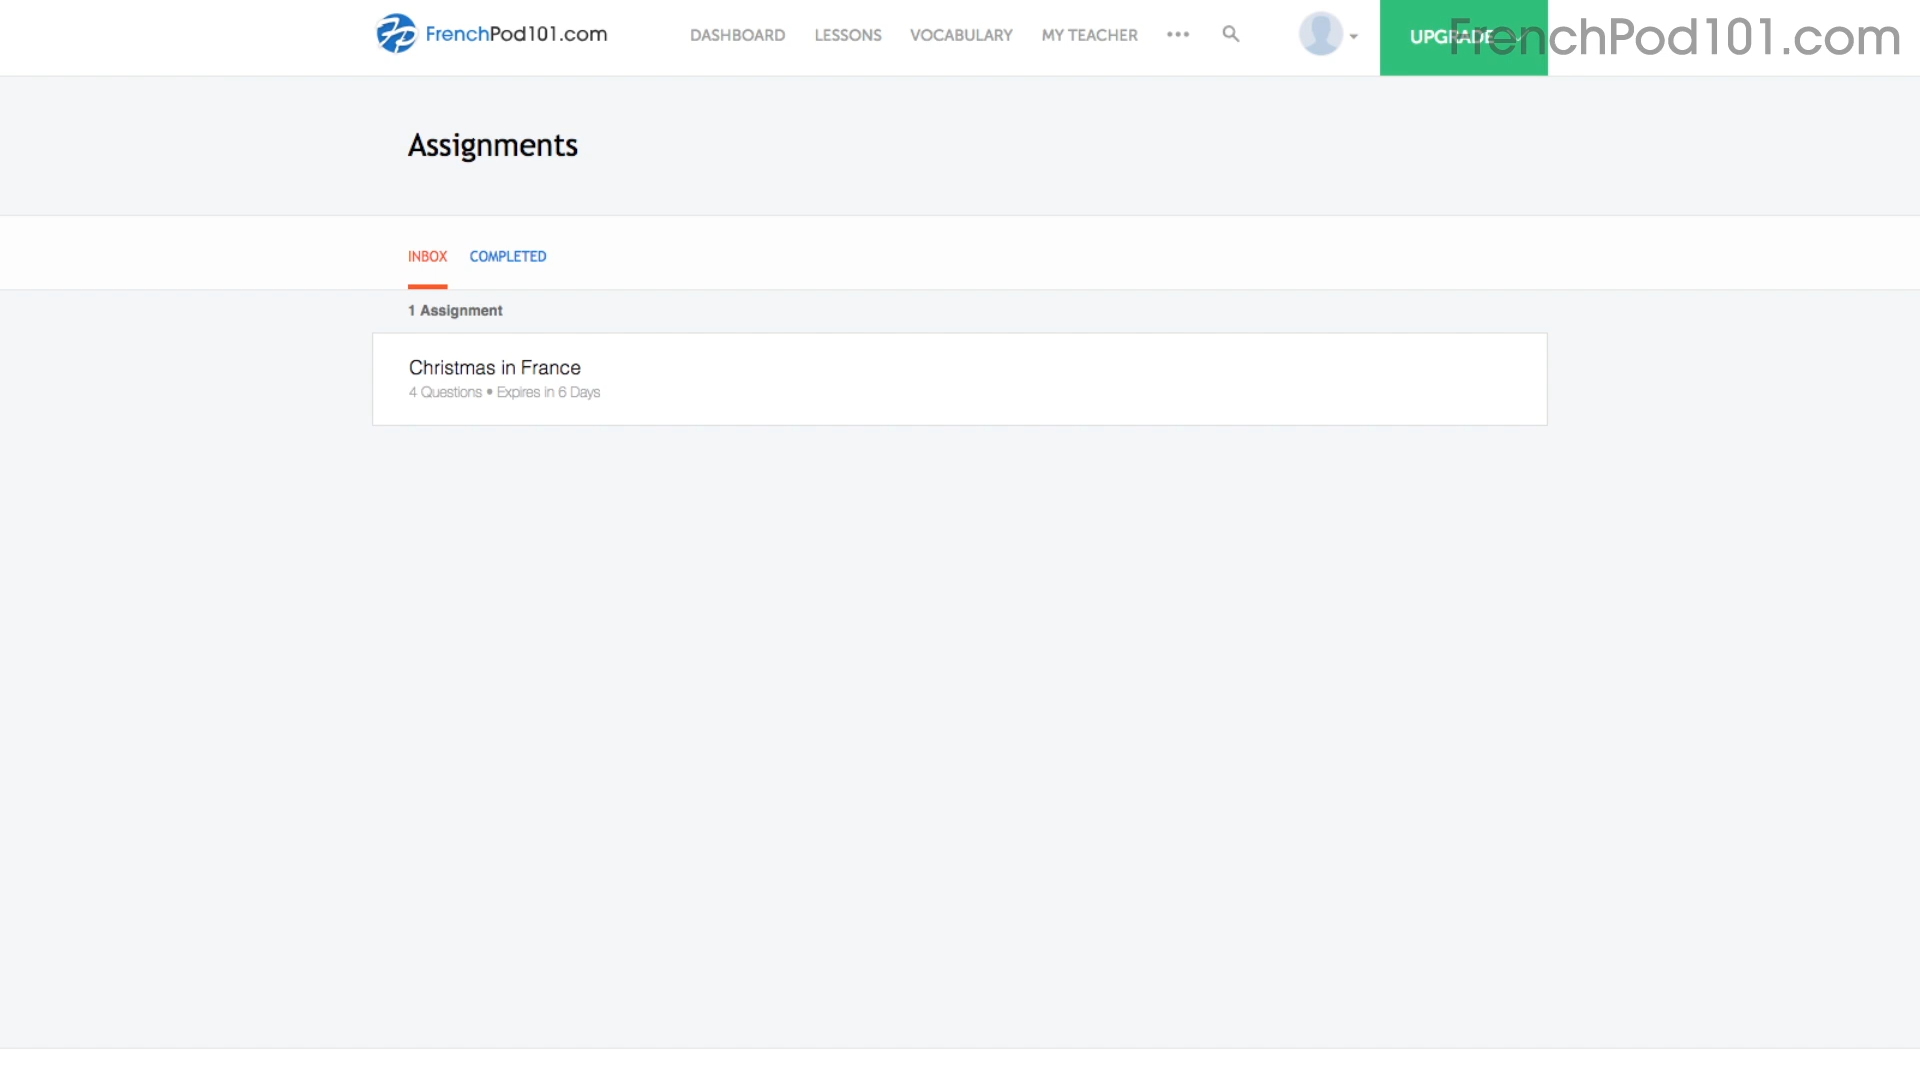 FrenchPod101.com DASHBOARD LESSONS VOCABULARY MY TEACHER UPGRADE FrenchPod101.com
Assignments
INBOX COMPLETED
1 Assignment
Christmas in France
4 Questions • Expires in 6 Days